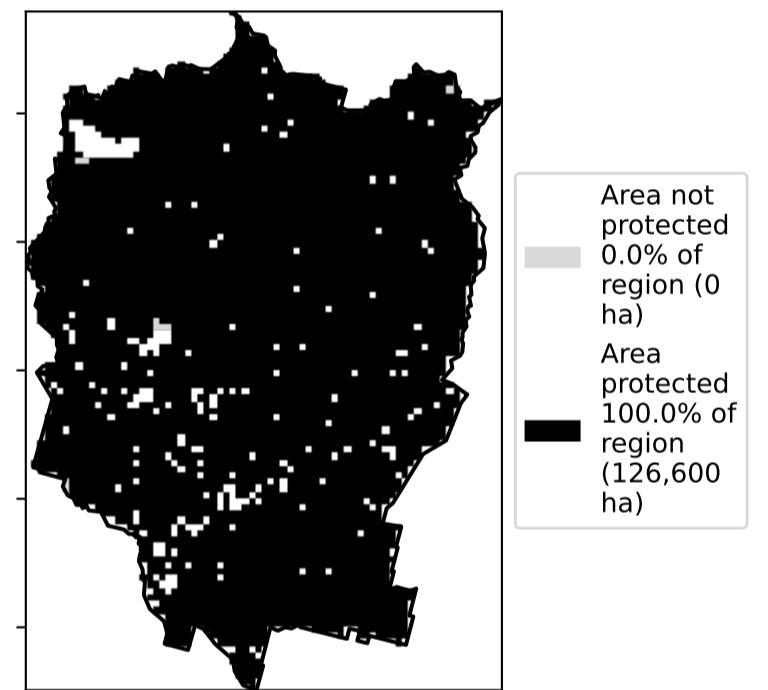 Area not
protected
0.0% of
region (0
ha)
Area
protected
100.0% of
region
(126,600
ha)